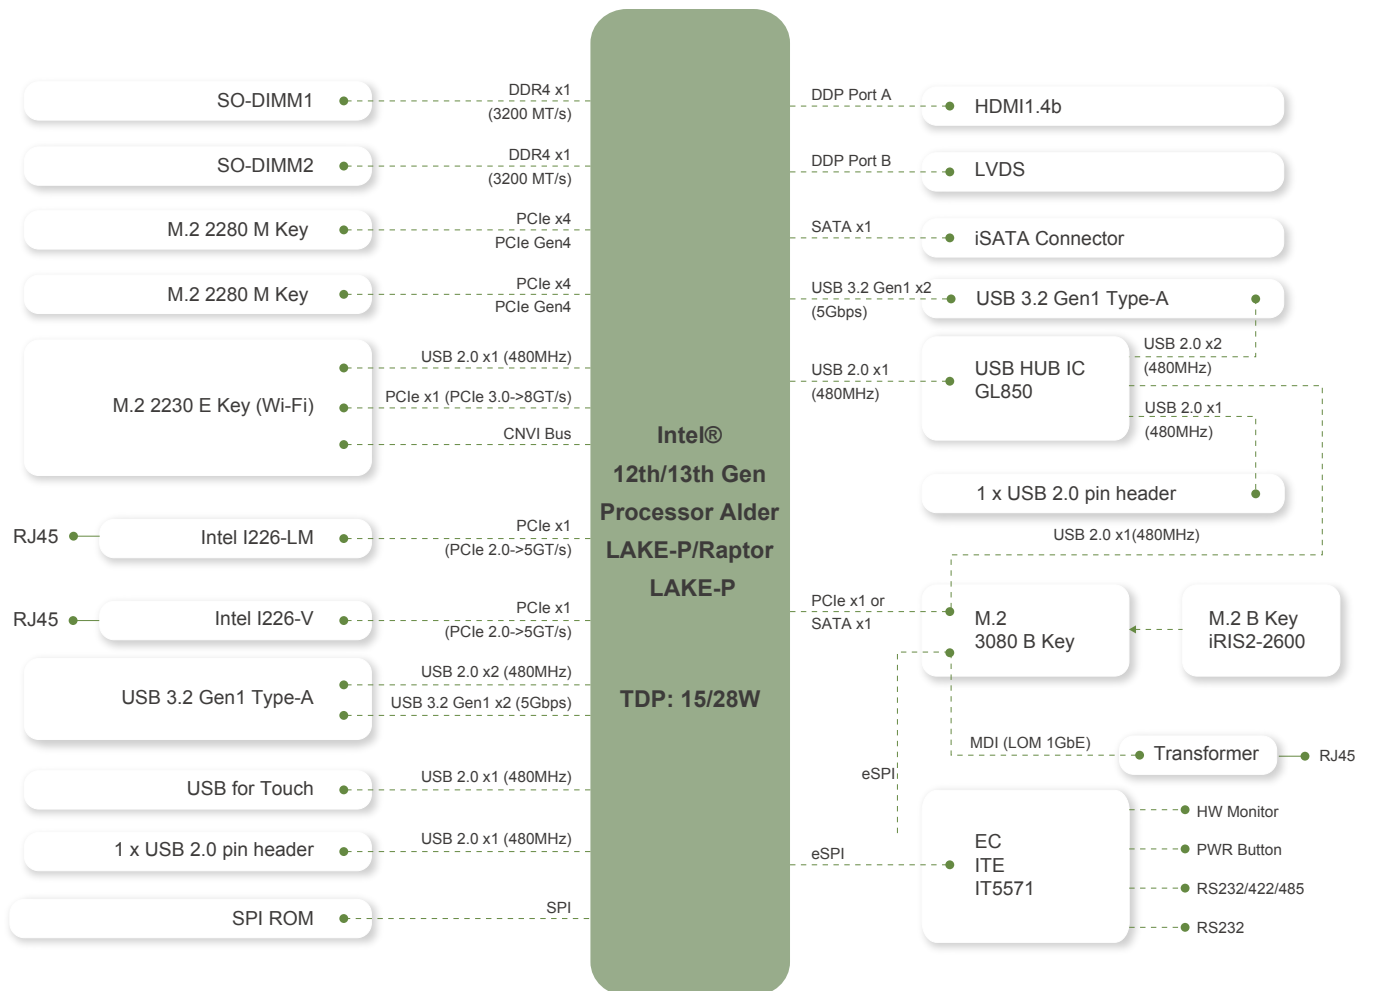 SO-DIMM1
DDR4 x1
(3200 MT/s)
SO-DIMM2
DDR4 x1
(3200 MT/s)
M.2 2280 M Key
PCIe x4
PCIe Gen4
M.2 2280 M Key
PCIe x4
PCIe Gen4
M.2 2230 E Key (Wi-Fi)
USB 2.0 x1 (480MHz)
PCIe x1 (PCIe 3.0->8GT/s)
CNVI Bus
RJ45
Intel I226-LM
PCIe x1
(PCIe 2.0->5GT/s)
RJ45
Intel I226-V
PCIe x1
(PCIe 2.0->5GT/s)
USB 3.2 Gen1 Type-A
USB 2.0 x2 (480MHz)
USB 3.2 Gen1 x2 (5Gbps)
USB for Touch
USB 2.0 x1 (480MHz)
1 x USB 2.0 pin header
USB 2.0 x1 (480MHz)
SPI ROM
SPI
Intel®
12th/13th Gen
Processor Alder
LAKE-P/Raptor
LAKE-P
TDP: 15/28W
DDP Port A
HDMI1.4b
DDP Port B
LVDS
SATA x1
iSATA Connector
USB 3.2 Gen1 x2
(5Gbps)
USB 3.2 Gen1 Type-A
USB 2.0 x1
(480MHz)
USB HUB IC
GL850
USB 2.0 x2
(480MHz)
USB 2.0 x1
(480MHz)
1 x USB 2.0 pin header
USB 2.0 x1(480MHz)
PCIe x1 or
SATA x1
M.2
3080 B Key
M.2 B Key
iRIS2-2600
MDI (LOM 1GbE)
Transformer
RJ45
eSPI
eSPI
EC
ITE
IT5571
HW Monitor
PWR Button
RS232/422/485
RS232